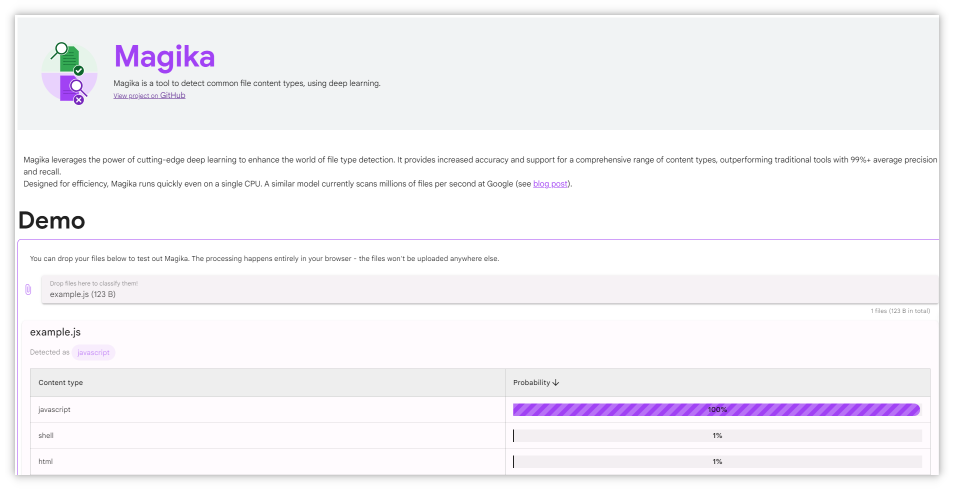 Magika
Magika is a tool to detect common file content types, using deep learning.
View project on GitHub
Magika leverages the power of cutting-edge deep learning to enhance the world of file type detection. It provides increased accuracy and support for a comprehensive range of content types, outperforming traditional tools with 99%+ average precision
and recall.
Designed for efficiency, Magika runs quickly even on a single CPU. A similar model currently scans millions of files per second at Google (see blog post).
Demo
You can drop your files below to test out Magika. The processing happens entirely in your browser - the files won't be uploaded anywhere else.
Drop files here to classify them!
example.js (123 B)
1 files (123 B in total)
example.js
Detected as javascript
Content type Probability
javascript 100%
shell 1%
html 1%